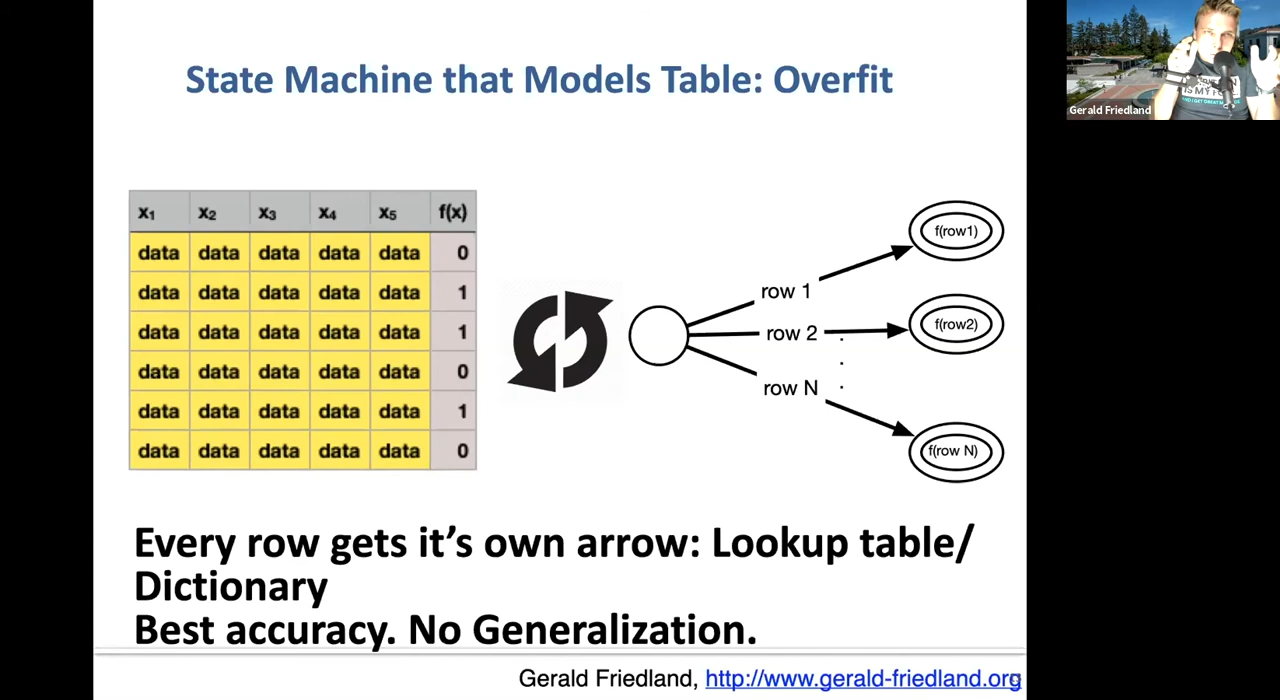 State Machine that Models Table: Overfit
Gerald Friedland
x1 x2 x3 x4 x5 f(x)
data data data data data 0
data data data data data 1
data data data data data 1
data data data data data 0
data data data data data 1
data data data data data 0
row 1
row 2
row N
f(row1)
f(row2)
f(row N)
Every row gets it’s own arrow: Lookup table/
Dictionary
Best accuracy. No Generalization.
Gerald Friedland, http://www.gerald-friedland.org